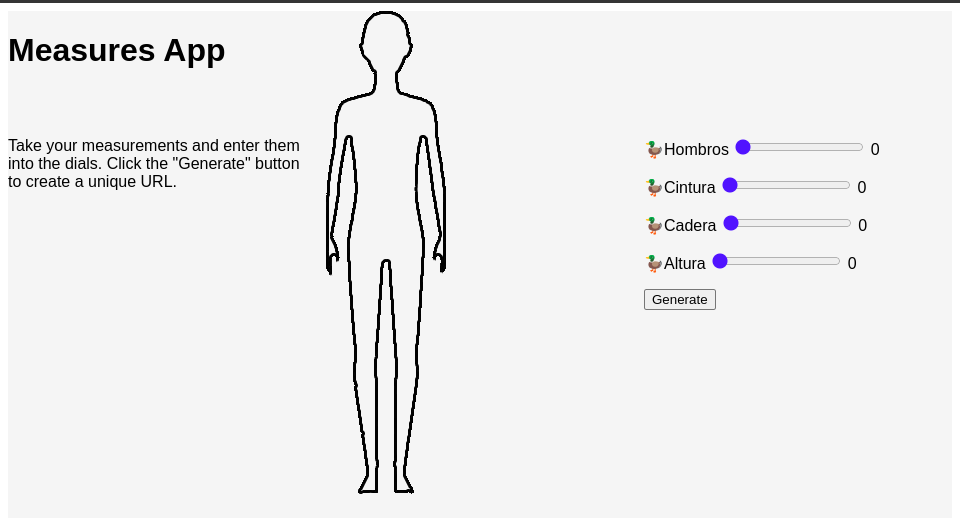 Measures App
Take your measurements and enter them
into the dials. Click the "Generate" button
to create a unique URL.
🦆Hombros 0
🦆Cintura 0
🦆Cadera 0
🦆Altura 0
Generate